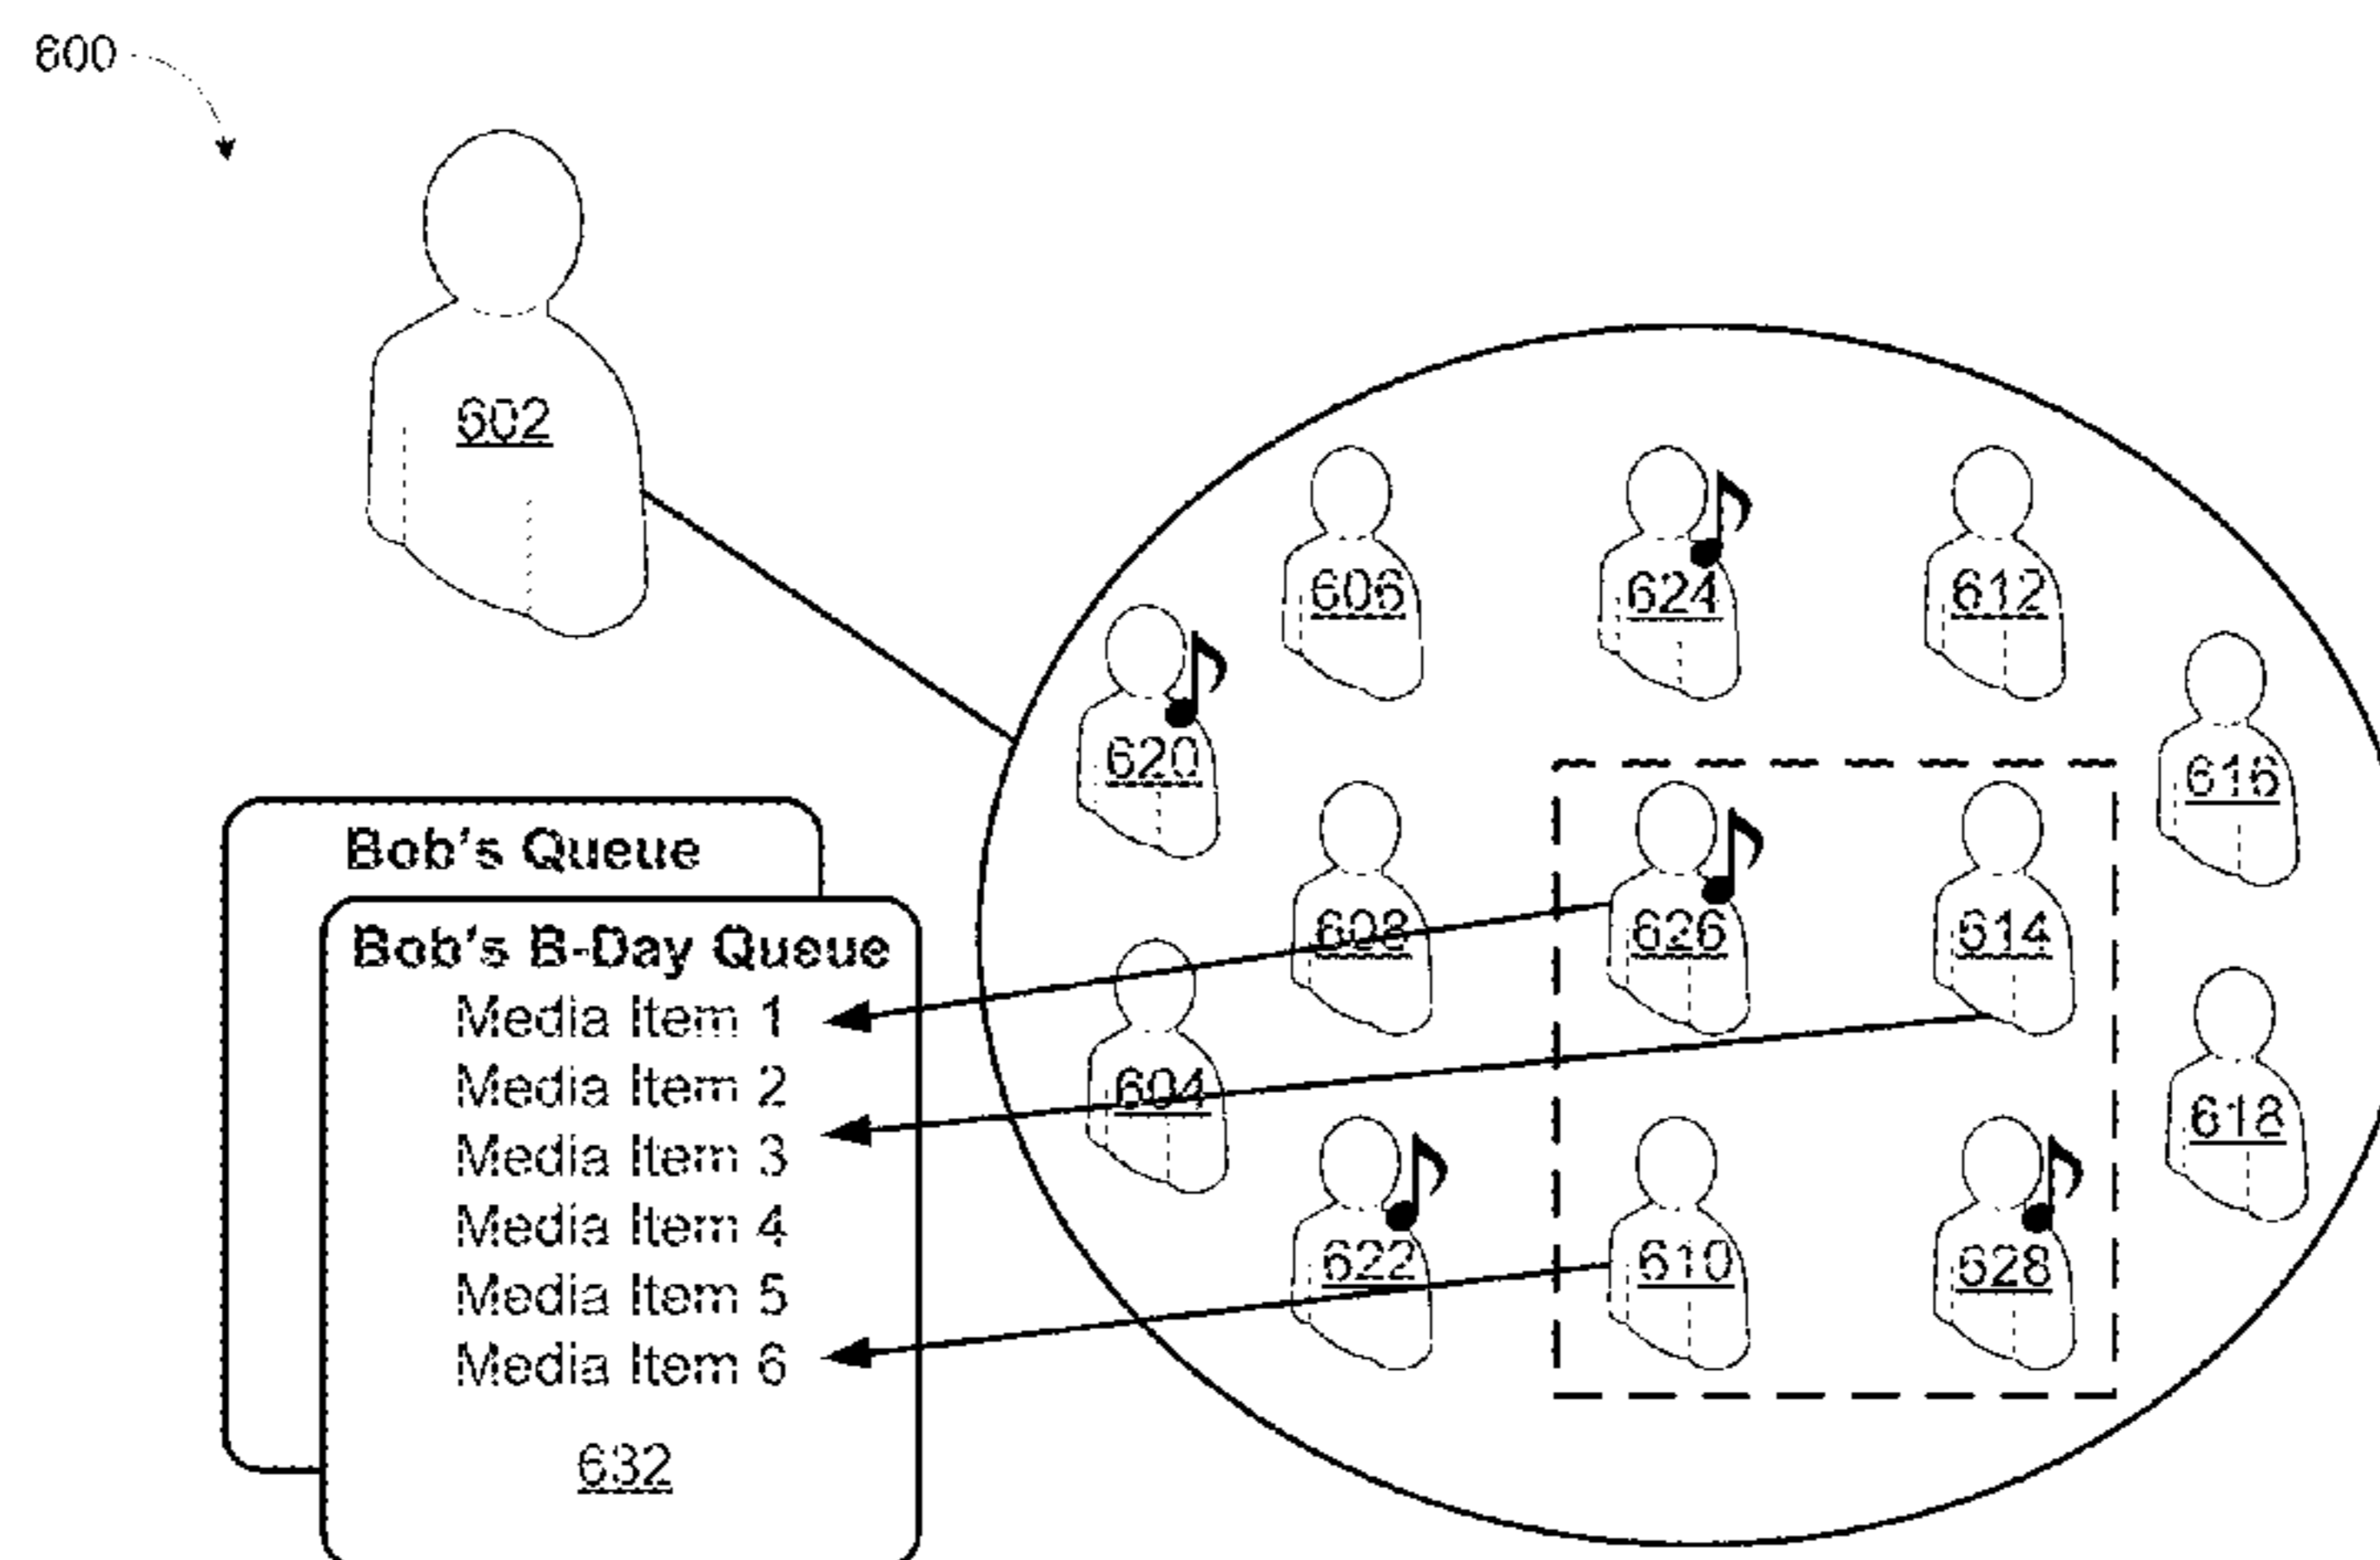 600
602
606
624
612
620
616
Bob's Queue
608
626
614
Bob's B-Day Queue
Media Item 1
Media Item 2
604
618
Media Item 3
Media Item 4
622
610
628
Media Item 5
Media Item 6
632